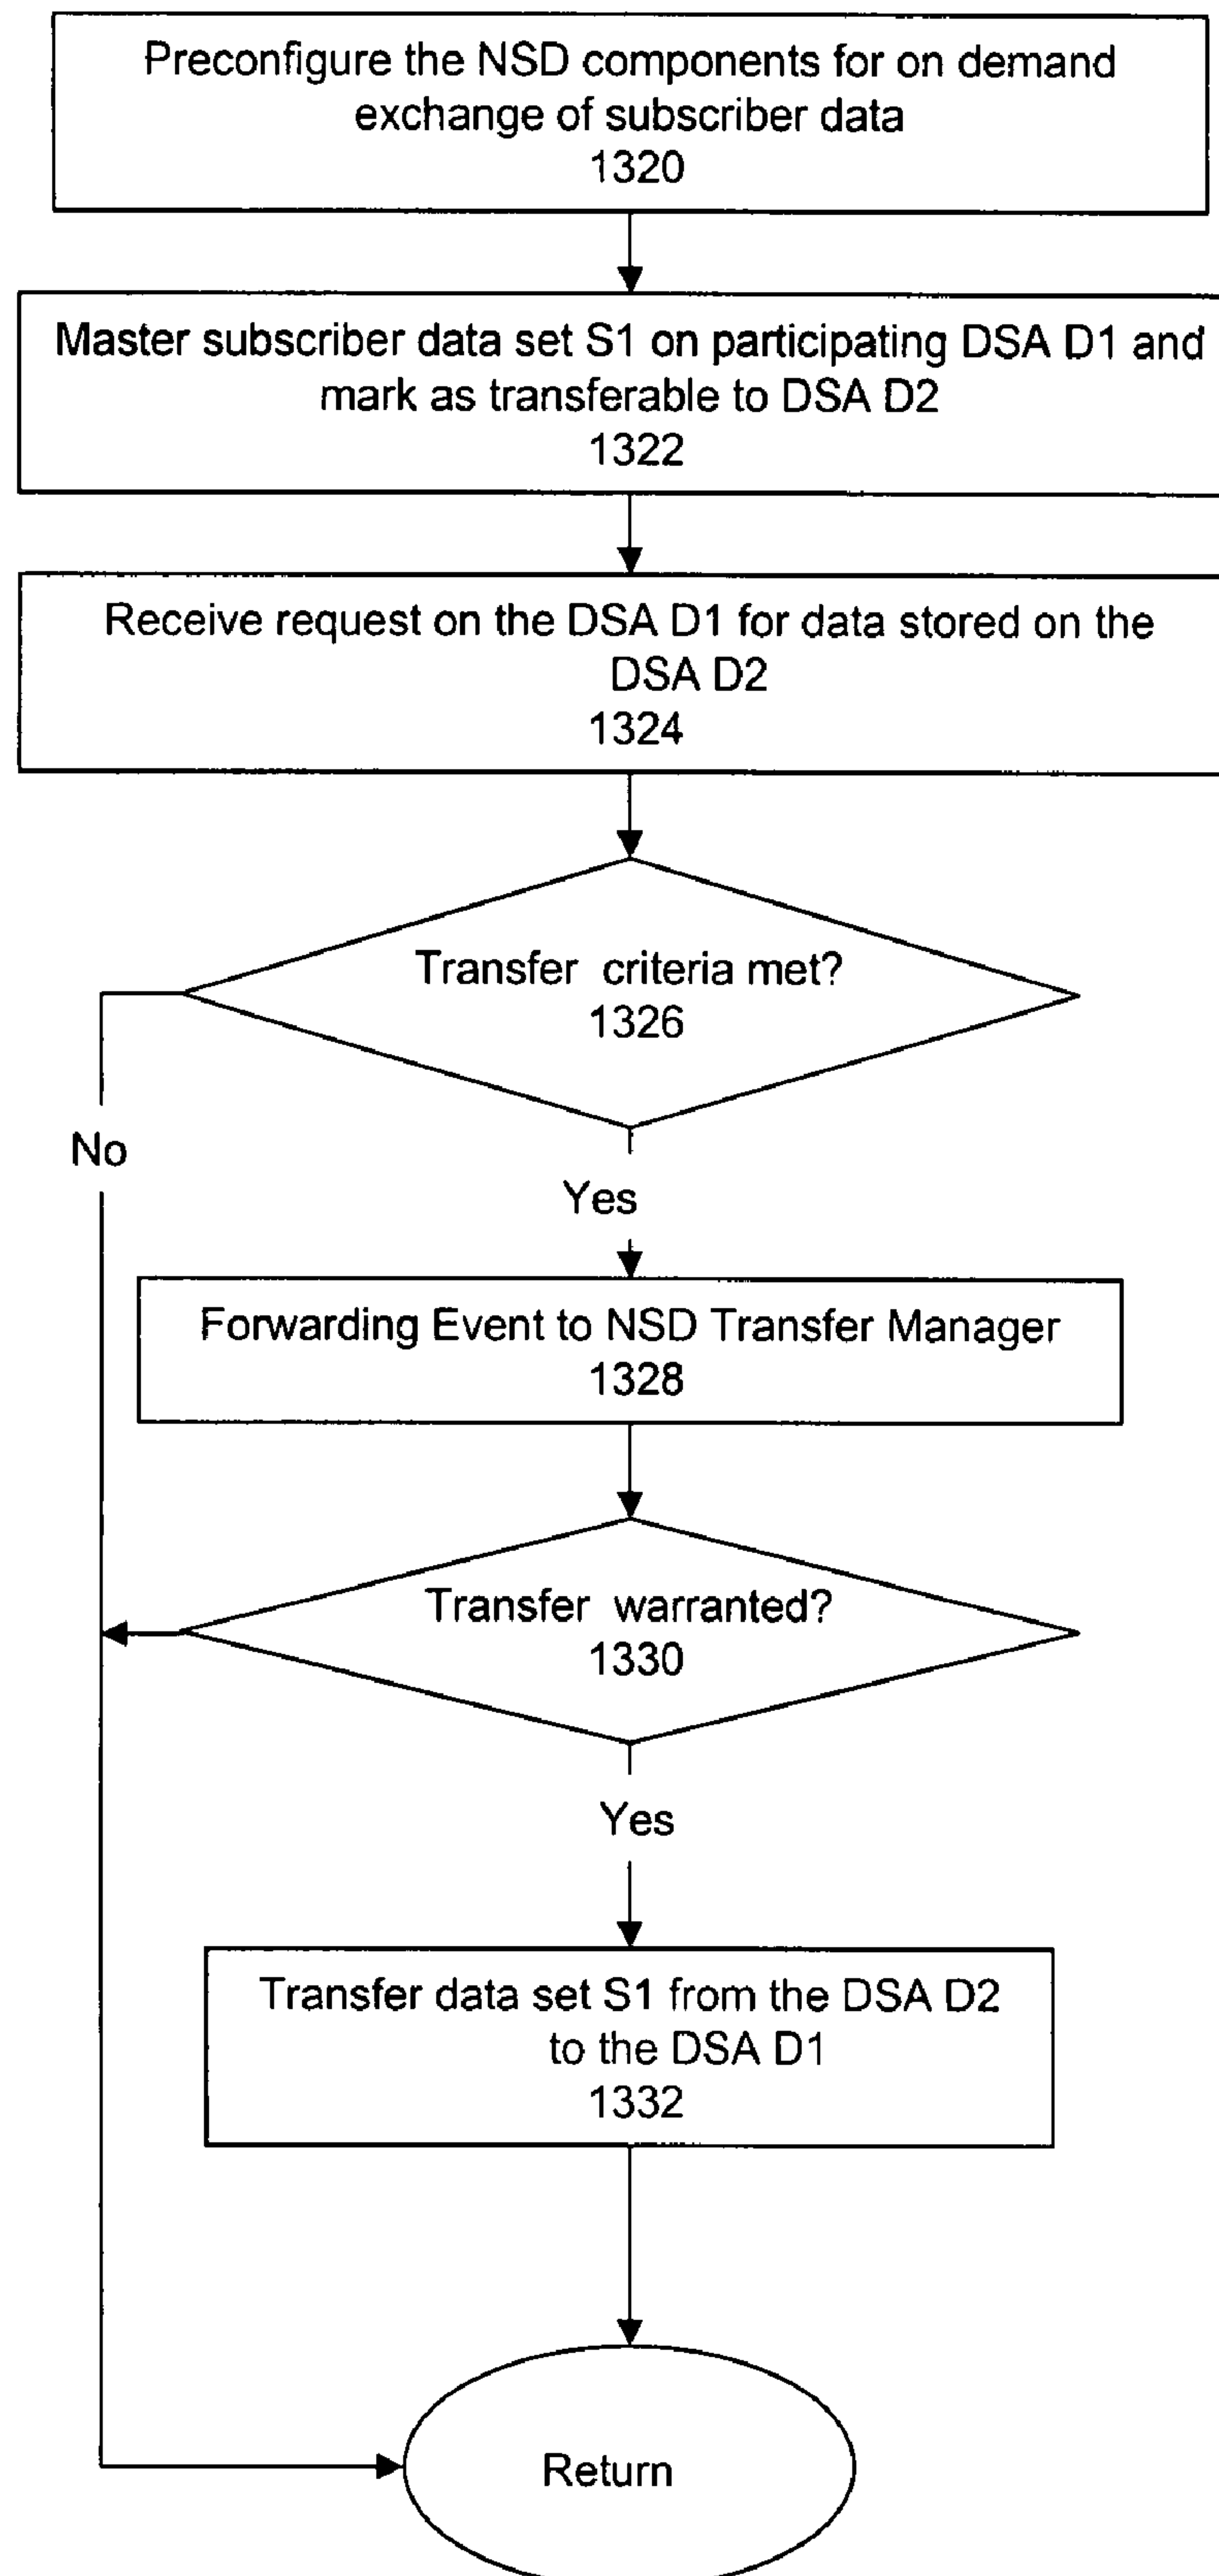 Preconfigure the NSD components for on demand
exchange of subscriber data
1320
Master subscriber data set S1 on participating DSA D1 and
mark as transferable to DSA D2
1322
Receive request on the DSA D1 for data stored on the
DSA D2
1324
Transfer criteria met?
1326
No
Yes
Forwarding Event to NSD Transfer Manager
1328
Transfer warranted?
1330
Yes
Transfer data set S1 from the DSA D2
to the DSA D1
1332
Return